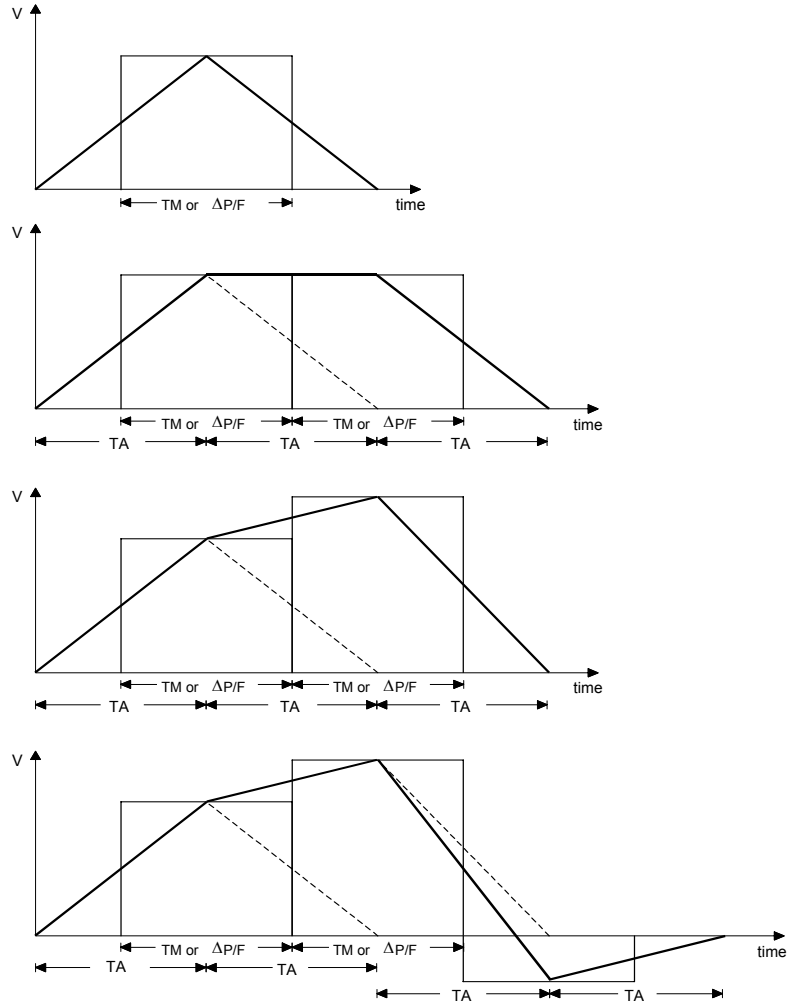 V
TM or ΔP/F
time
V
TM or ΔP/F TM or ΔP/F
time
TA TA TA
V
TM or ΔP/F TM or ΔP/F
time
TA TA TA
V
TM or ΔP/F TM or ΔP/F
time
TA TA
TA TA